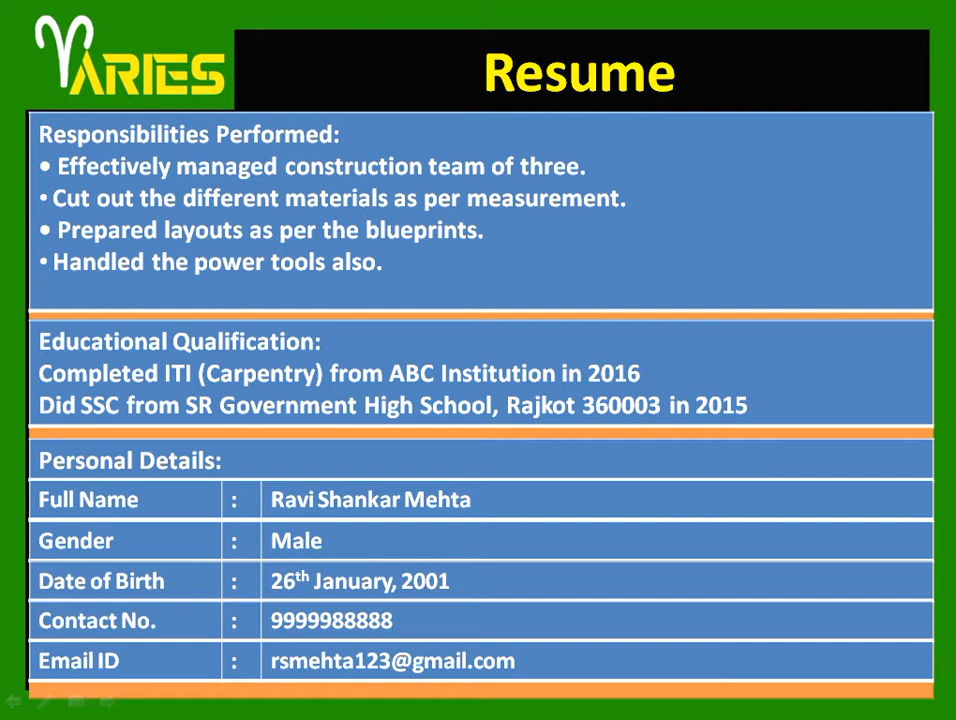 ARIES
Resume
Responsibilities Performed:
• Effectively managed construction team of three.
• Cut out the different materials as per measurement.
• Prepared layouts as per the blueprints.
• Handled the power tools also.
Educational Qualification:
Completed ITI (Carpentry) from ABC Institution in 2016
Did SSC from SR Government High School, Rajkot 360003 in 2015
Personal Details:
Full Name : Ravi Shankar Mehta
Gender : Male
Date of Birth : 26th January, 2001
Contact No. : 9999988888
Email ID : rsmehta123@gmail.com